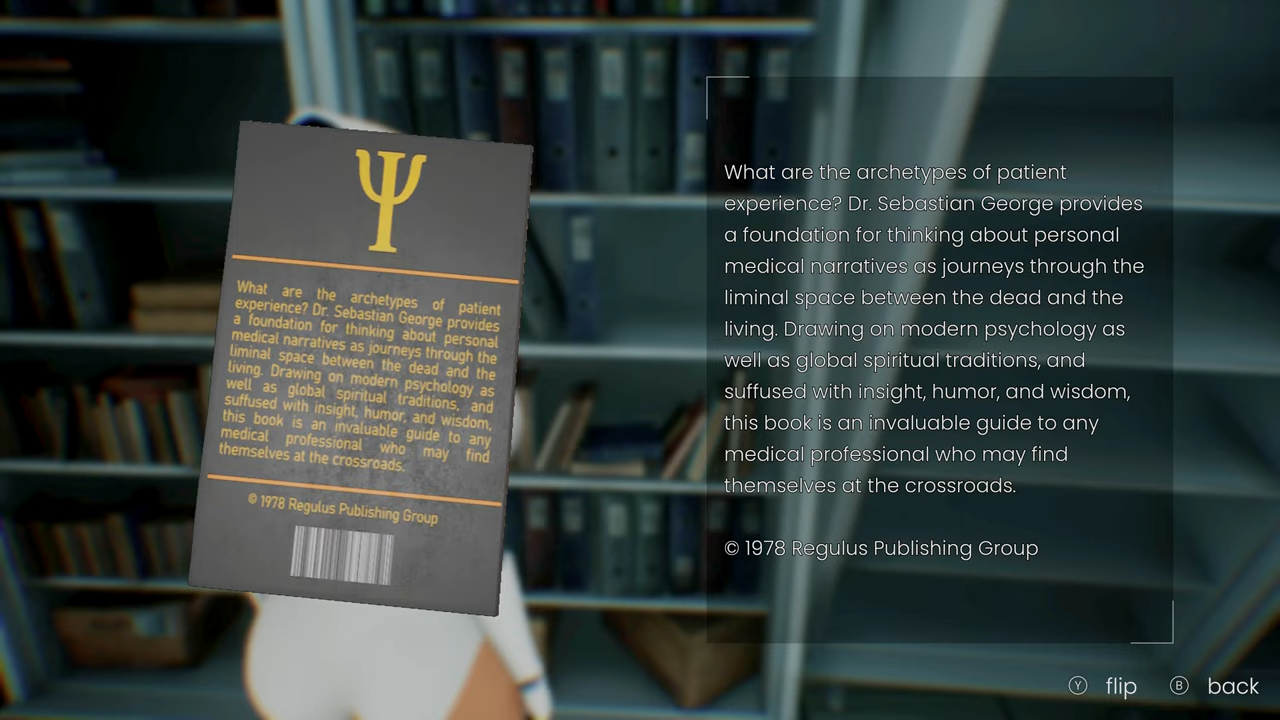 Ψ
What are the archetypes of patient
experience? Dr. Sebastian George provides
a foundation for thinking about personal
medical narratives as journeys through the
liminal space between the dead and the
living. Drawing on modern psychology as
well as global spiritual traditions, and
suffused with insight, humor, and wisdom,
this book is an invaluable guide to any
medical professional who may find
themselves at the crossroads.
© 1978 Regulus Publishing Group
What are the archetypes of patient
experience? Dr. Sebastian George provides
a foundation for thinking about personal
medical narratives as journeys through the
liminal space between the dead and the
living. Drawing on modern psychology as
well as global spiritual traditions, and
suffused with insight, humor, and wisdom,
this book is an invaluable guide to any
medical professional who may find
themselves at the crossroads.
© 1978 Regulus Publishing Group
Y flip B back